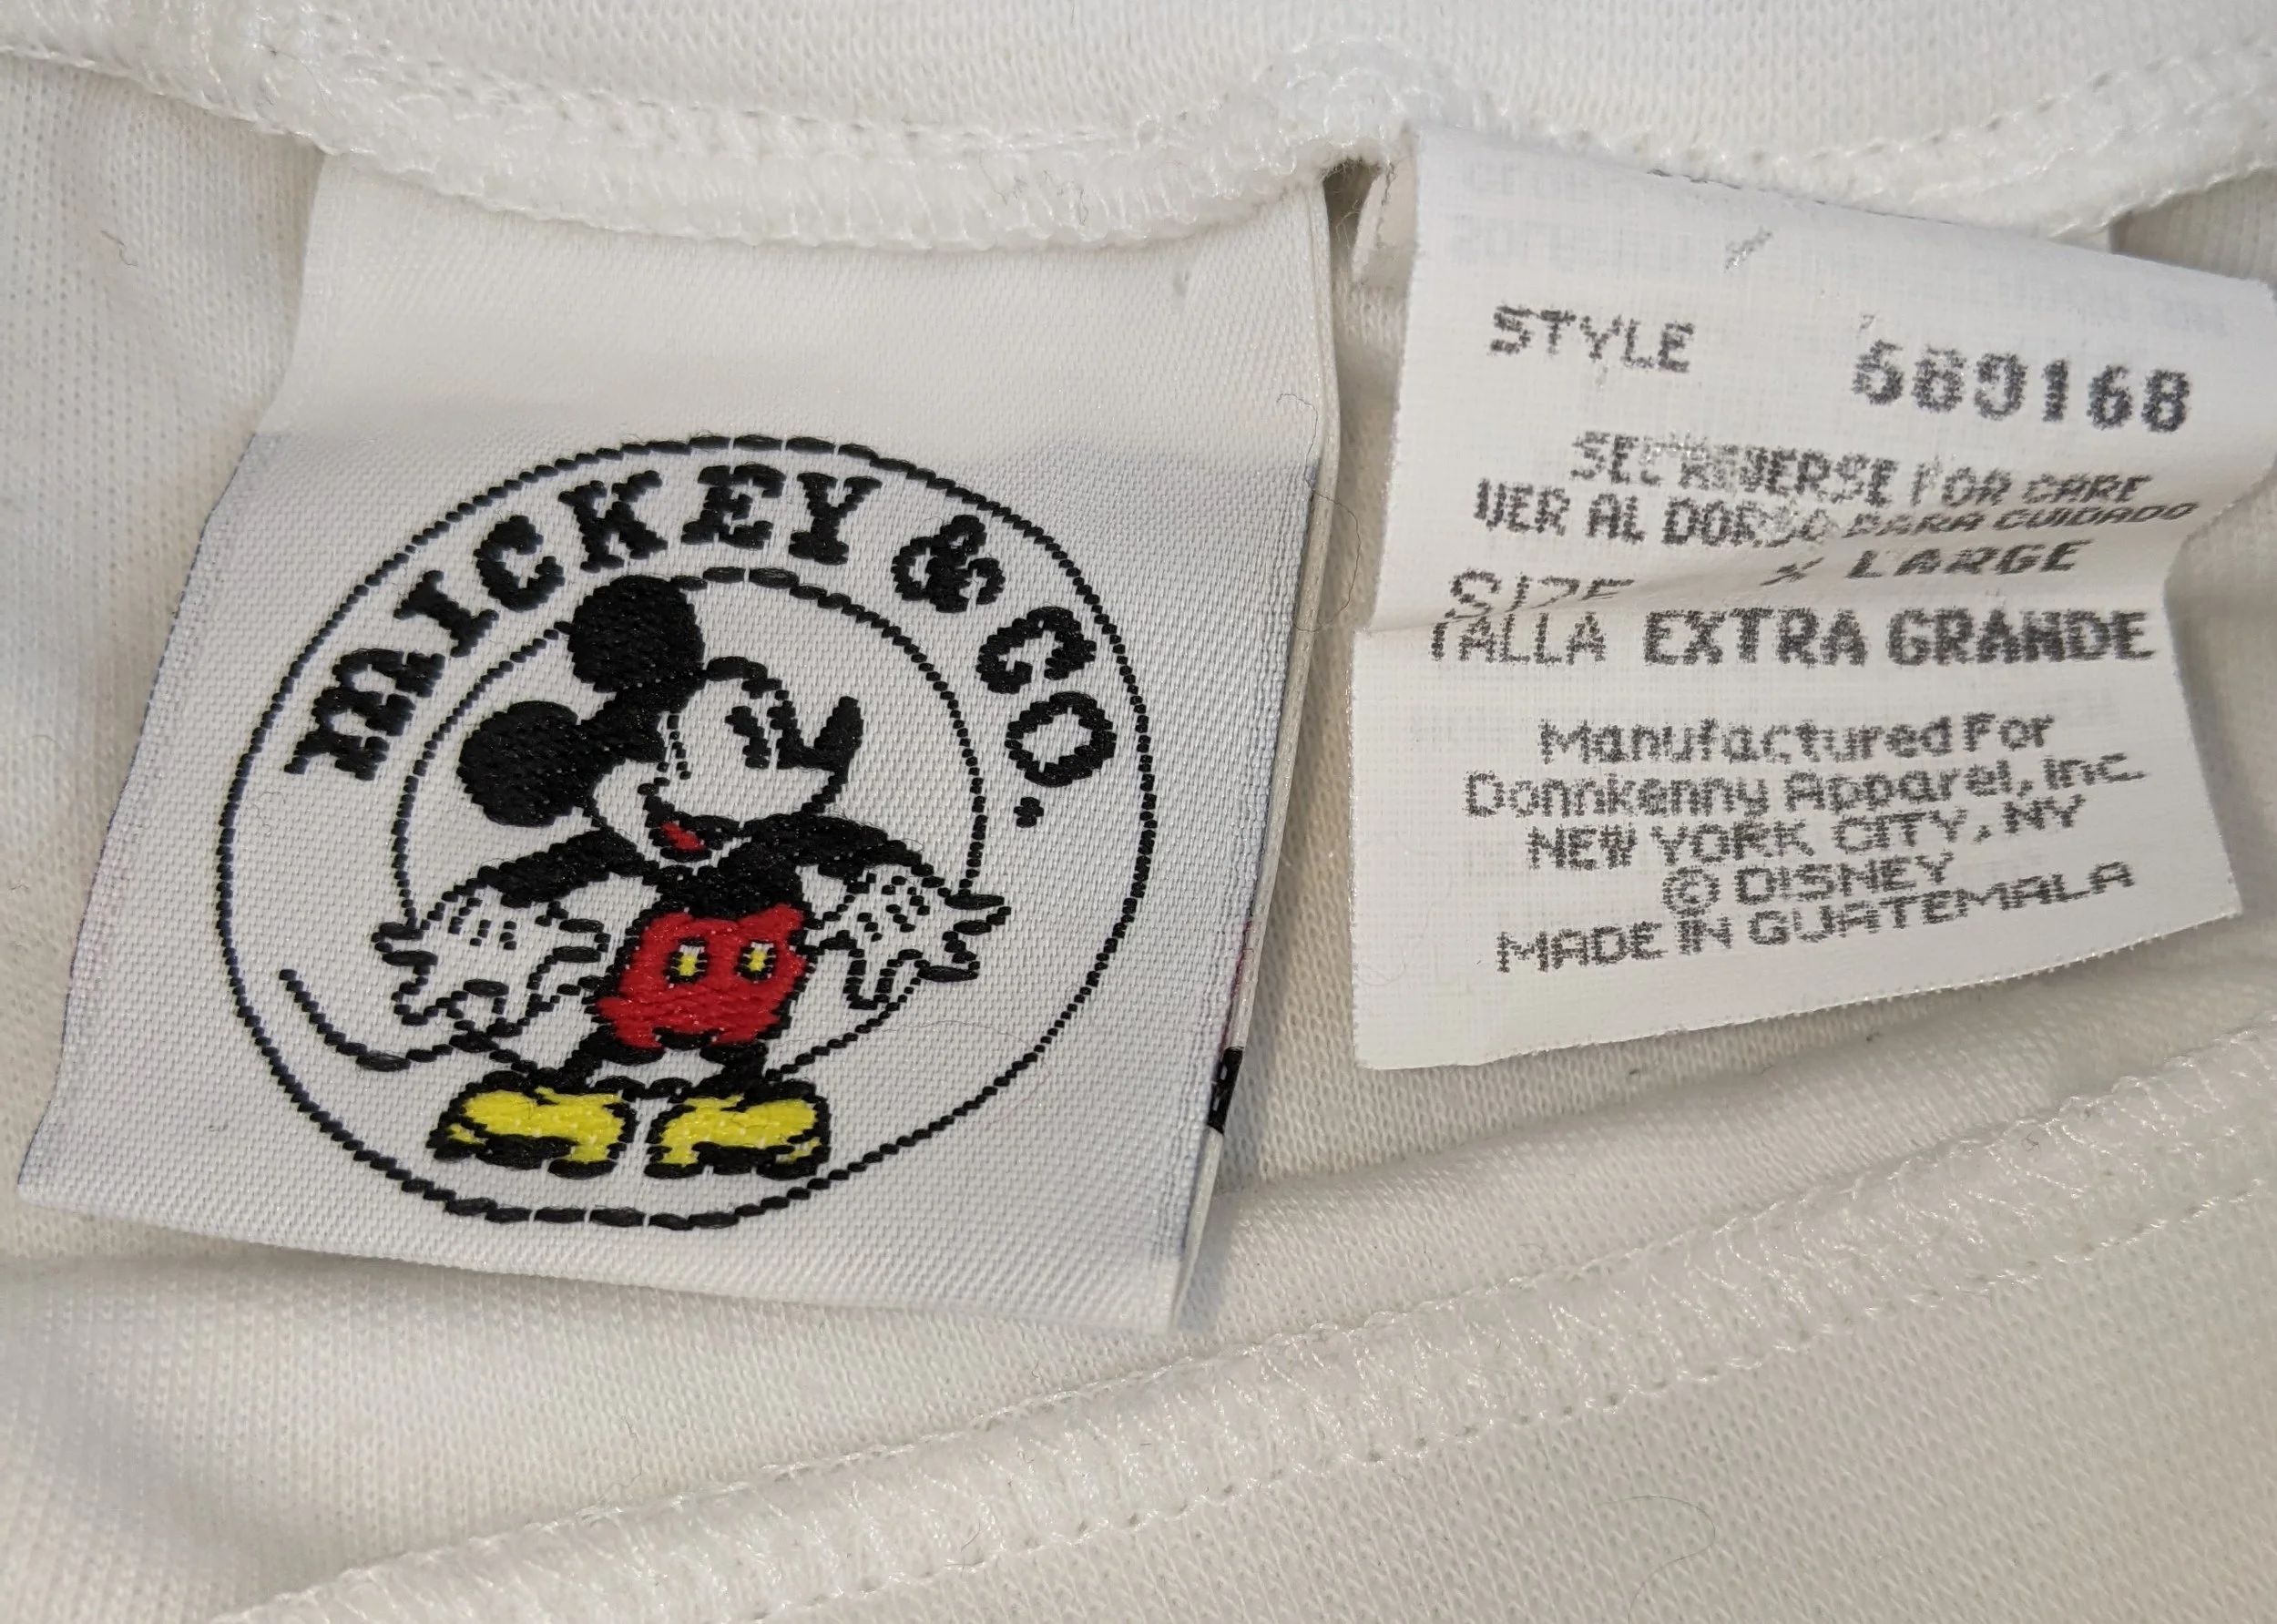 MICKEY & CO.
STYLE 689168
SEE REVERSE FOR CARE
VER AL DORSO PARA CUIDADO
SIZE X LARGE
TALLA EXTRA GRANDE
Manufactured For
Donnkenny Apparel, Inc.
NEW YORK CITY, NY
© DISNEY
MADE IN GUATEMALA